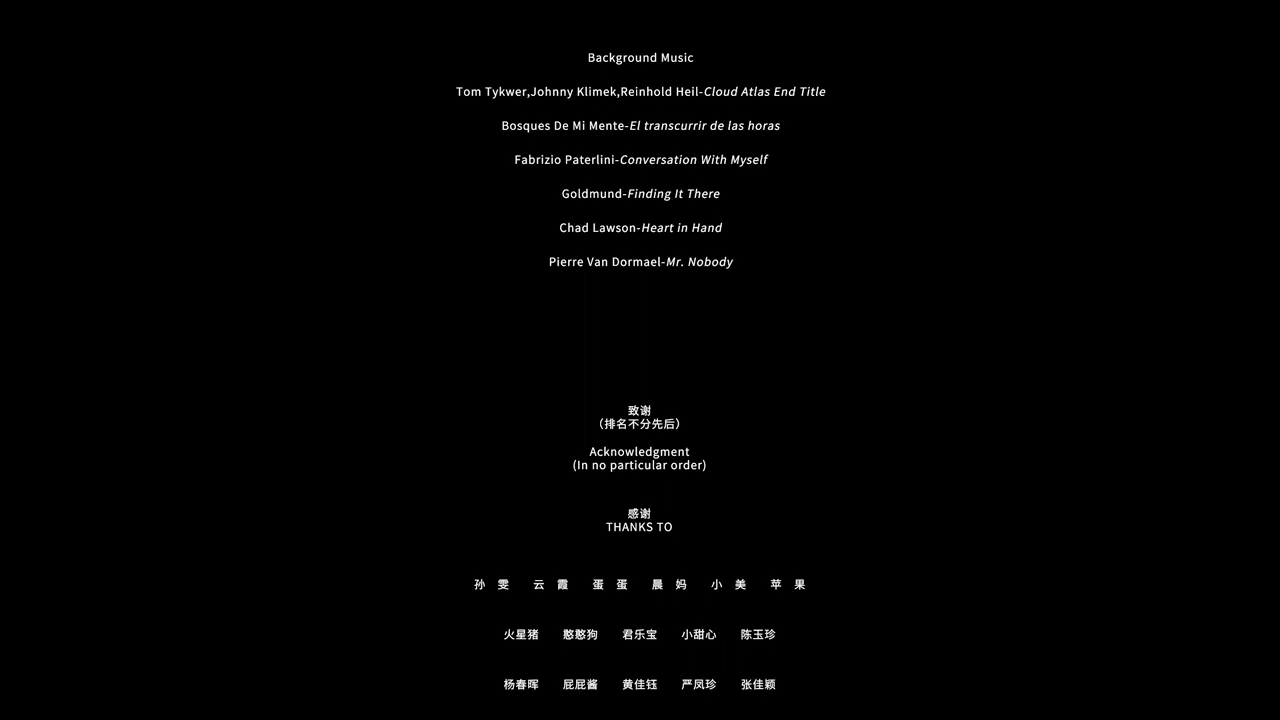 Background Music
Tom Tykwer,Johnny Klimek,Reinhold Heil-Cloud Atlas End Title
Bosques De Mi Mente-El transcurrir de las horas
Fabrizio Paterlini-Conversation With Myself
Goldmund-Finding It There
Chad Lawson-Heart in Hand
Pierre Van Dormael-Mr. Nobody
致谢
（排名不分先后）
Acknowledgment
(In no particular order)
感谢
THANKS TO
孙 雯 云 霞 蛋 蛋 晨 妈 小 美 苹 果
火星猪 憨憨狗 君乐宝 小甜心 陈玉珍
杨春晖 屁屁酱 黄佳钰 严凤珍 张佳颖